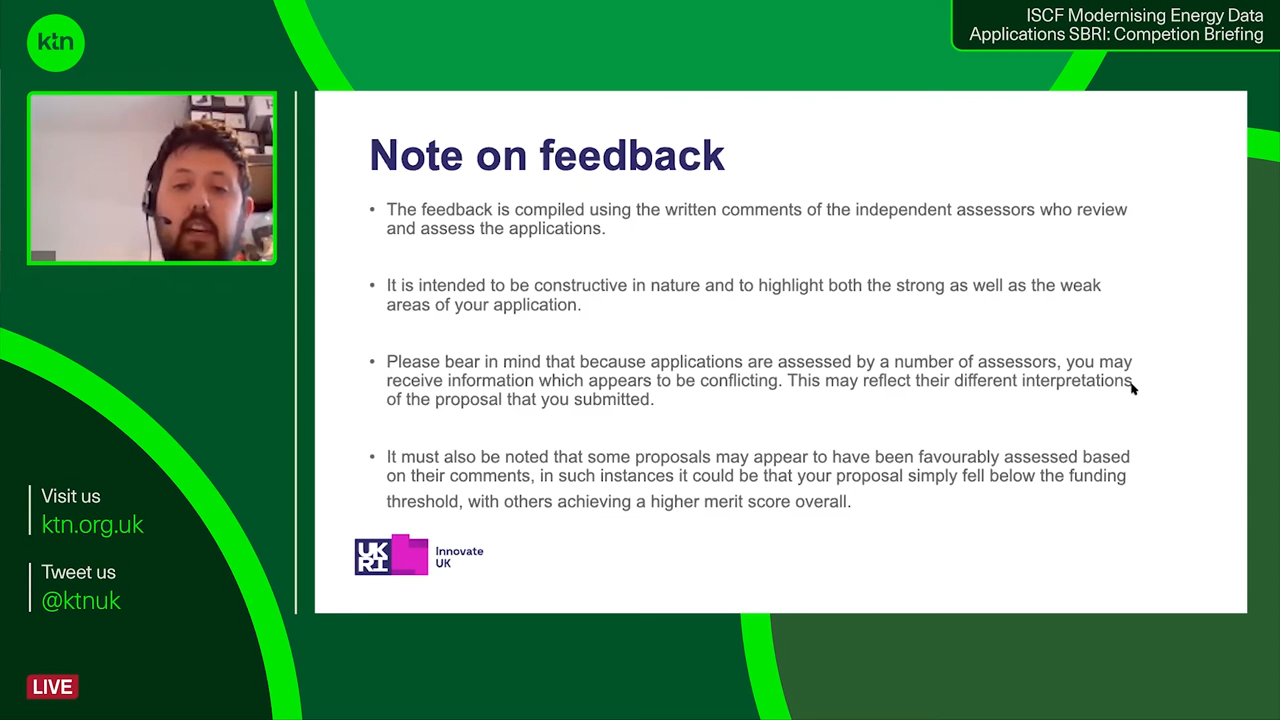 ktn
ISCF Modernising Energy Data
Applications SBRI: Competion Briefing
Note on feedback
• The feedback is compiled using the written comments of the independent assessors who review
and assess the applications.
• It is intended to be constructive in nature and to highlight both the strong as well as the weak
areas of your application.
• Please bear in mind that because applications are assessed by a number of assessors, you may
receive information which appears to be conflicting. This may reflect their different interpretations
of the proposal that you submitted.
• It must also be noted that some proposals may appear to have been favourably assessed based
on their comments, in such instances it could be that your proposal simply fell below the funding
threshold, with others achieving a higher merit score overall.
UK
RI
Innovate
UK
Visit us
ktn.org.uk
Tweet us
@ktnuk
LIVE